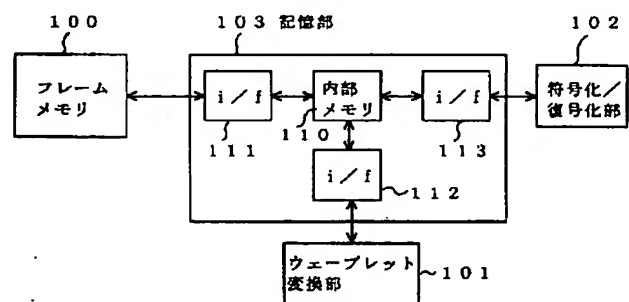 100
103 記憶部
102
フレーム
メモリ
i/f
内部
メモリ
i/f
符号化/
復号化部
111
110
113
i/f
112
ウェーブレット
変換部
101